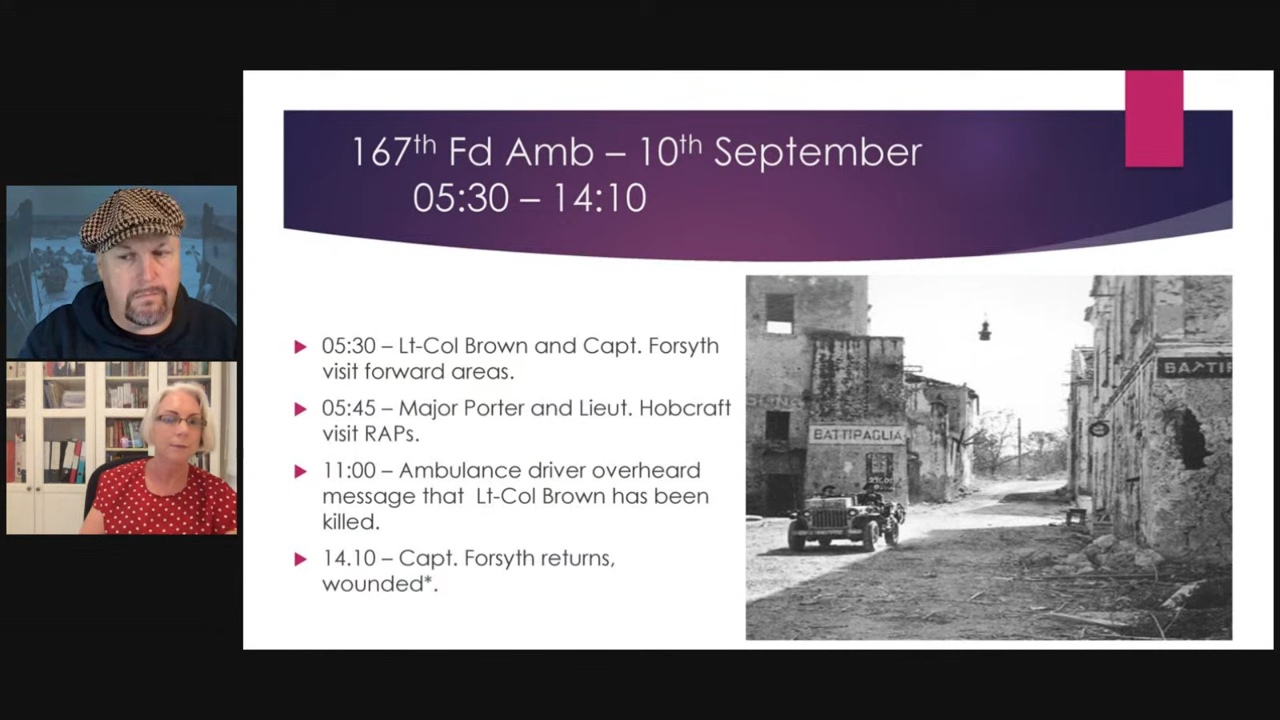 167th Fd Amb – 10th September
05:30 – 14:10
05:30 – Lt-Col Brown and Capt. Forsyth
visit forward areas.
05:45 – Major Porter and Lieut. Hobcraft
visit RAPs.
11:00 – Ambulance driver overheard
message that Lt-Col Brown has been
killed.
14.10 – Capt. Forsyth returns,
wounded*.
BATTIPAGLIA